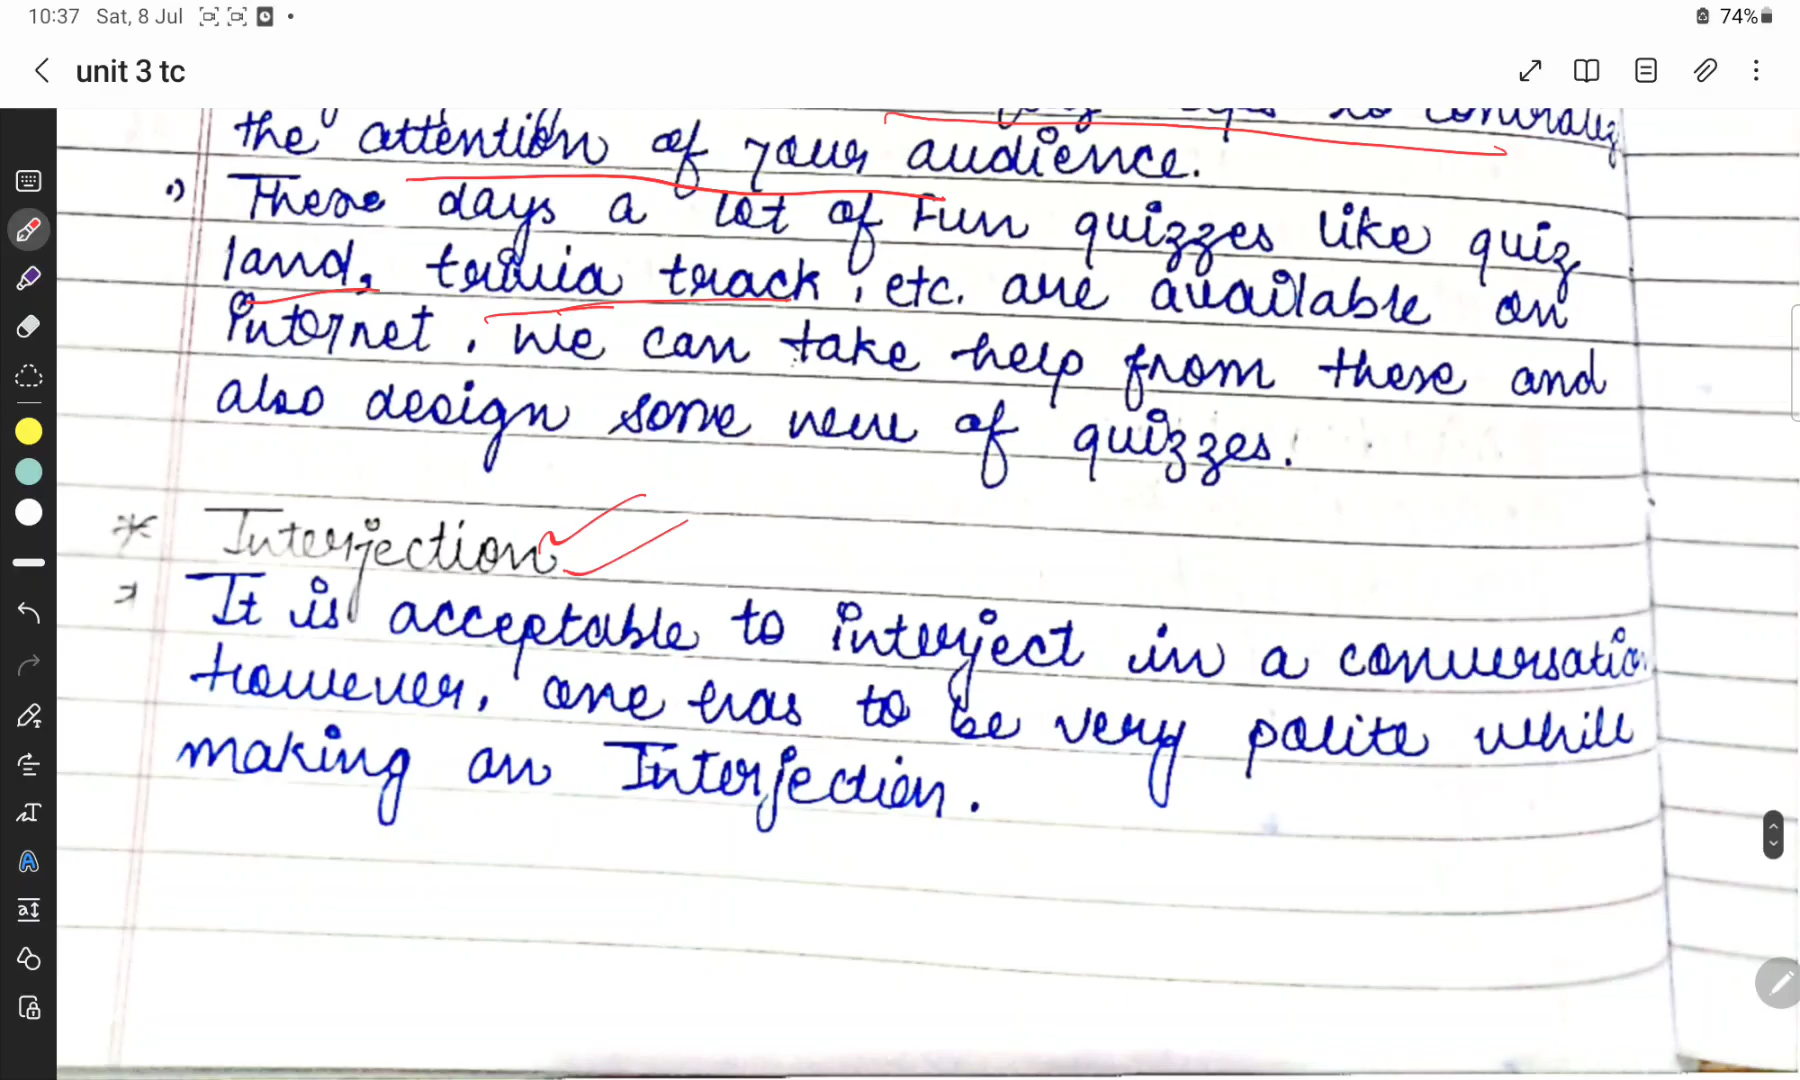 10:37 Sat, 8 Jul
74%
unit 3 tc
to
the attention of your audience.
These days a lot of fun quizzes like quiz
land, trivia track, etc. are available on
internet. We can take help from these and
also design some new of quizzes.
* Interjection
It is acceptable to interject in a conversatio
however, one has to be very polite while
making an Interjection.